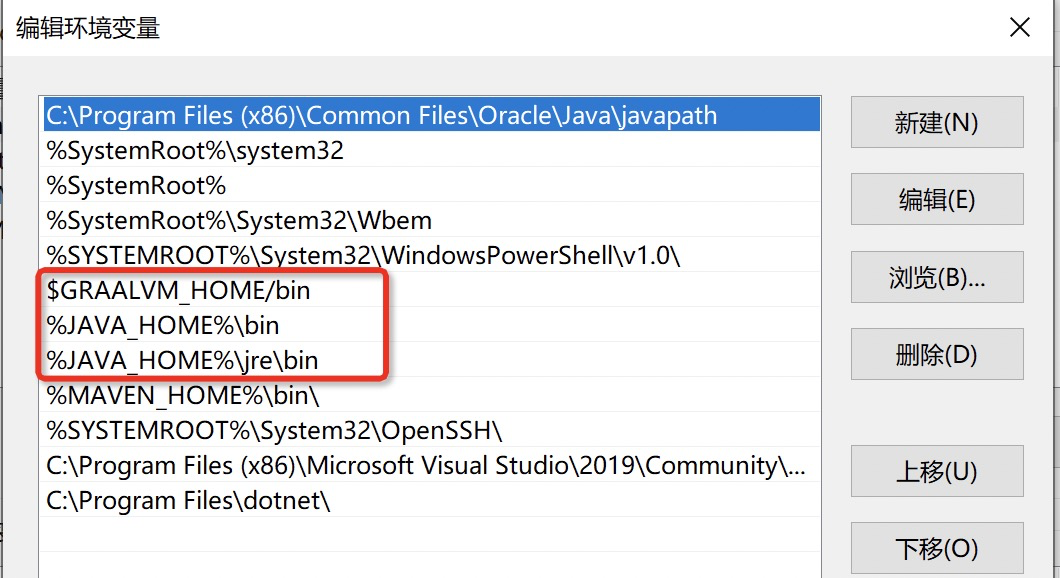 编辑环境变量
C:\Program Files (x86)\Common Files\Oracle\Java\javapath
新建(N)
%SystemRoot%\system32
%SystemRoot%
编辑(E)
%SystemRoot%\System32\Wbem
%SYSTEMROOT%\System32\WindowsPowerShell\v1.0\
浏览(B)...
$GRAALVM_HOME/bin
%JAVA_HOME%\bin
%JAVA_HOME%\jre\bin
删除(D)
%MAVEN_HOME%\bin\
%SYSTEMROOT%\System32\OpenSSH\
C:\Program Files (x86)\Microsoft Visual Studio\2019\Community\...
上移(U)
C:\Program Files\dotnet\
下移(O)